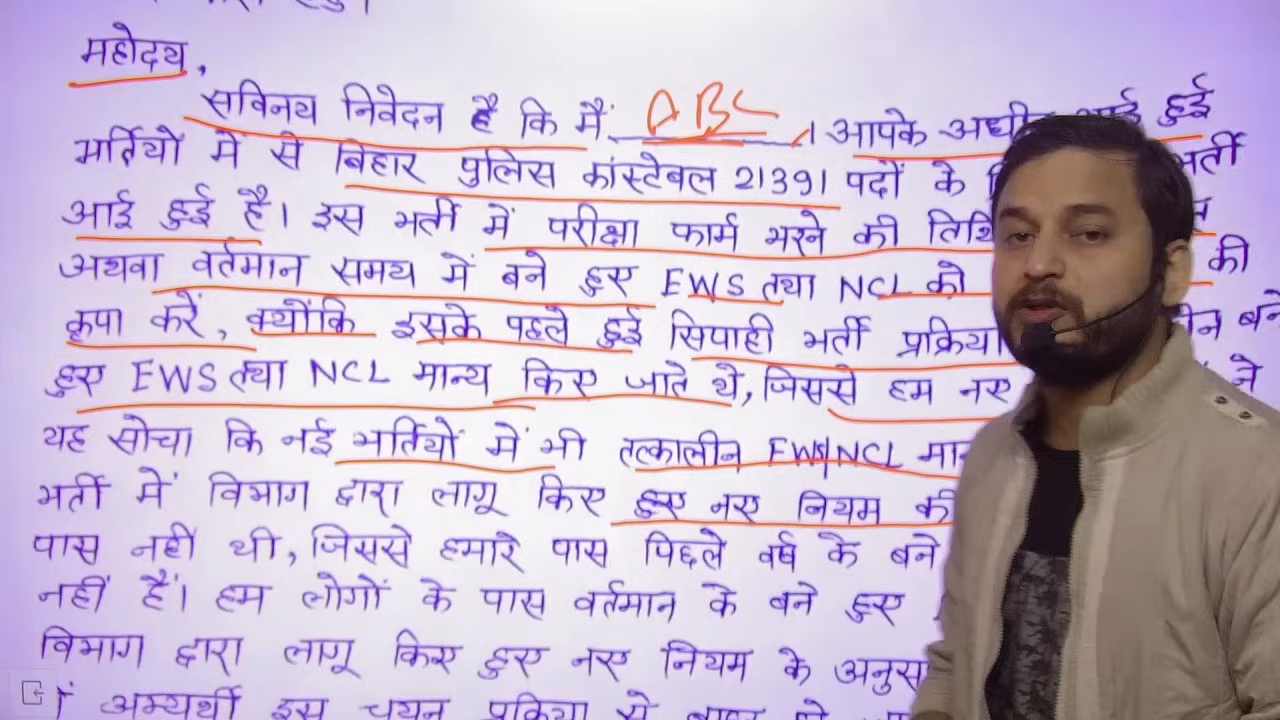 महोदय,
सविनय निवेदन है कि मैं ABC । आपके अधीन आई हुई
भर्तियों में से बिहार पुलिस कांस्टेबल 21391 पदों के भर्ती
आई हुई है। इस भर्ती में परीक्षा फार्म भरने की तिथि
अथवा वर्तमान समय में बने हुए EWS तथा NCL को की
कृपा करें, क्योंकि इसके पहले हुई सिपाही भर्ती प्रक्रिया बने
हुए EWS तथा NCL मान्य किए जाते थे, जिससे हम नए ने
यह सोचा कि नई भर्तियों में भी तत्कालीन EWS/NCL
भर्ती में विभाग द्वारा लागू किए हुए नए नियम की
पास नहीं थी, जिससे हमारे पास पिछले वर्ष के बने
नहीं हैं। हम लोगों के पास वर्तमान के बने हुए
विभाग द्वारा लागू किए हुए नए नियम के
अभ्यर्थी इस चयन प्रक्रिया से